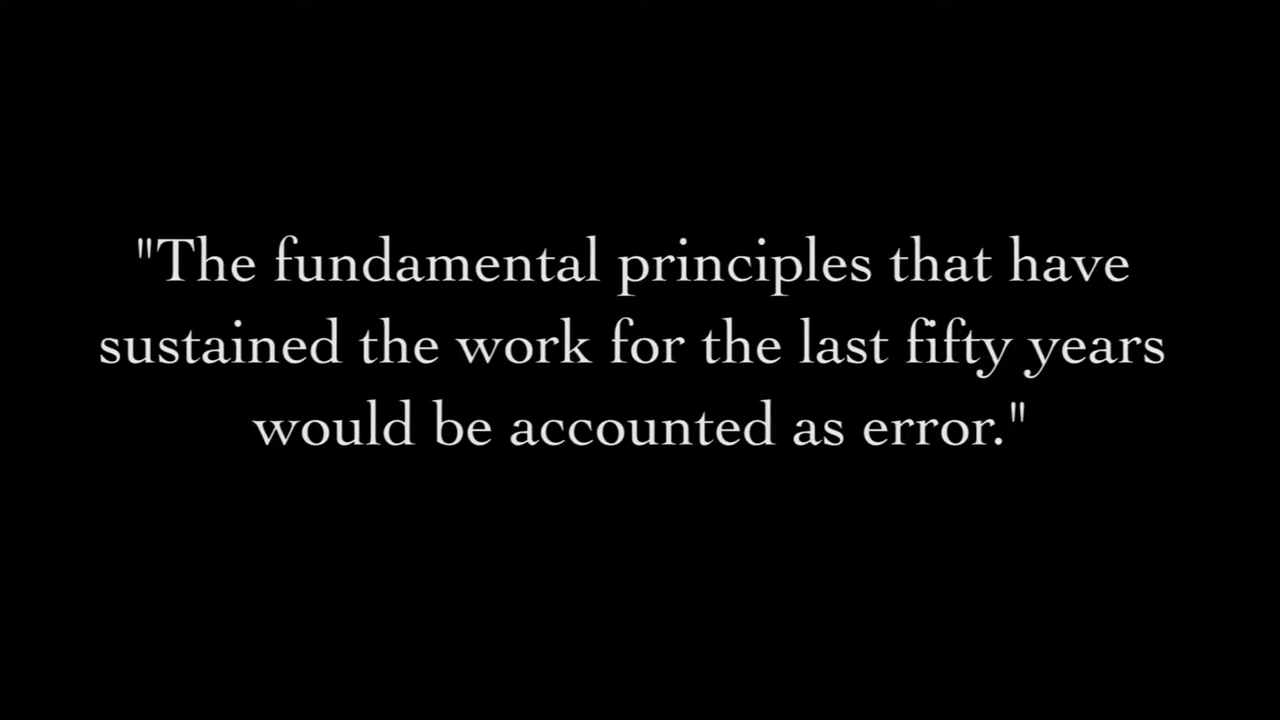 "The fundamental principles that have
sustained the work for the last fifty years
would be accounted as error."